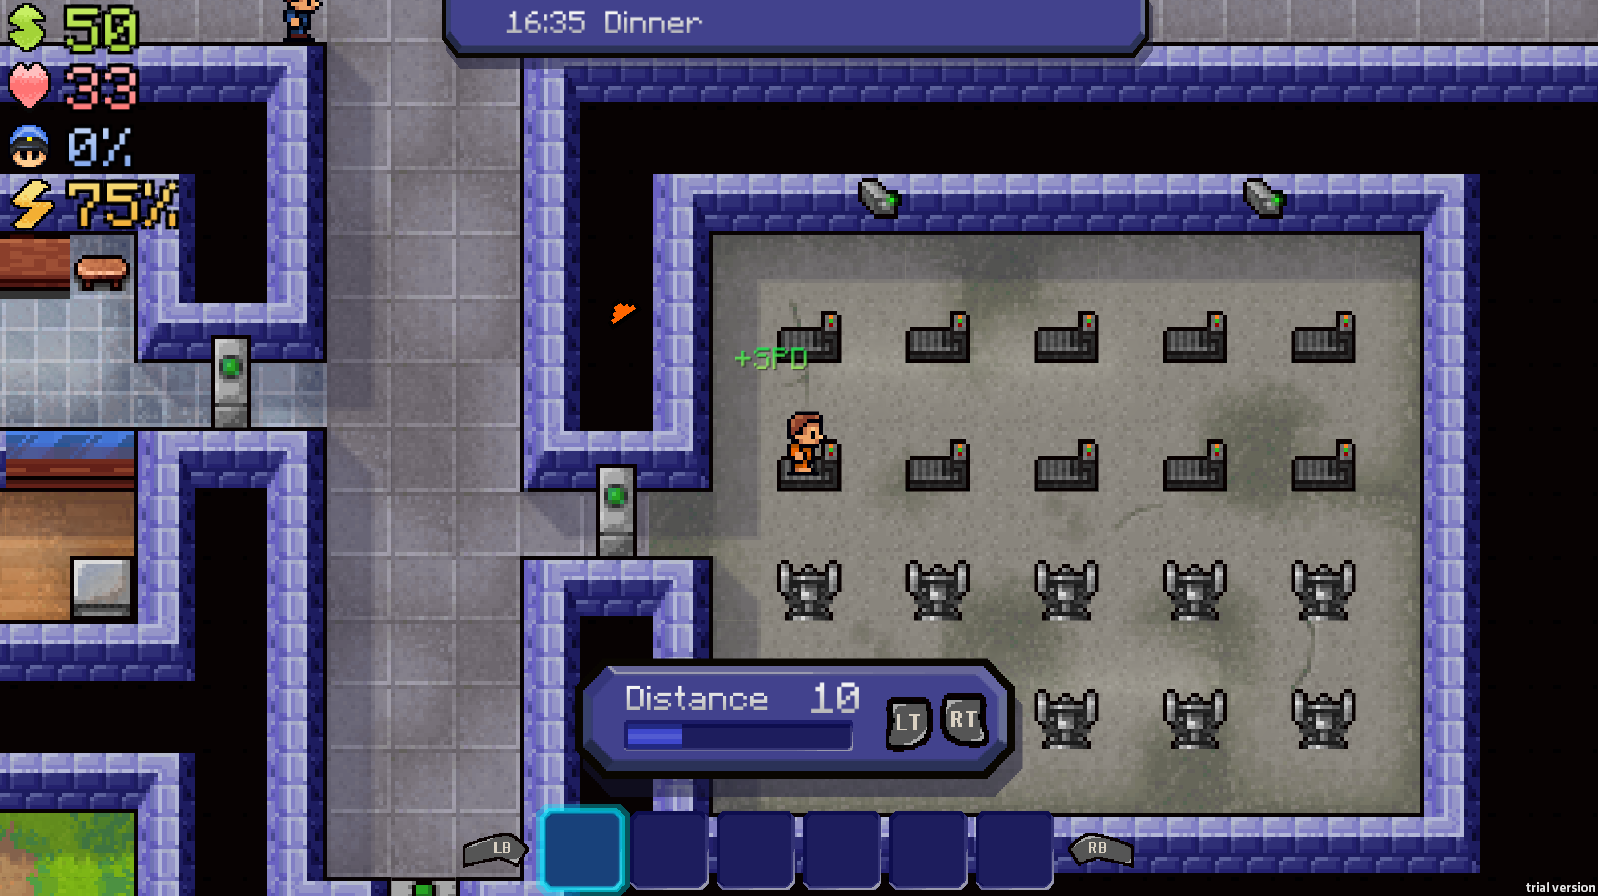 16:35 Dinner
50
33
0%
75%
+SPD
Distance 10
LT RT
LB RB
trial version